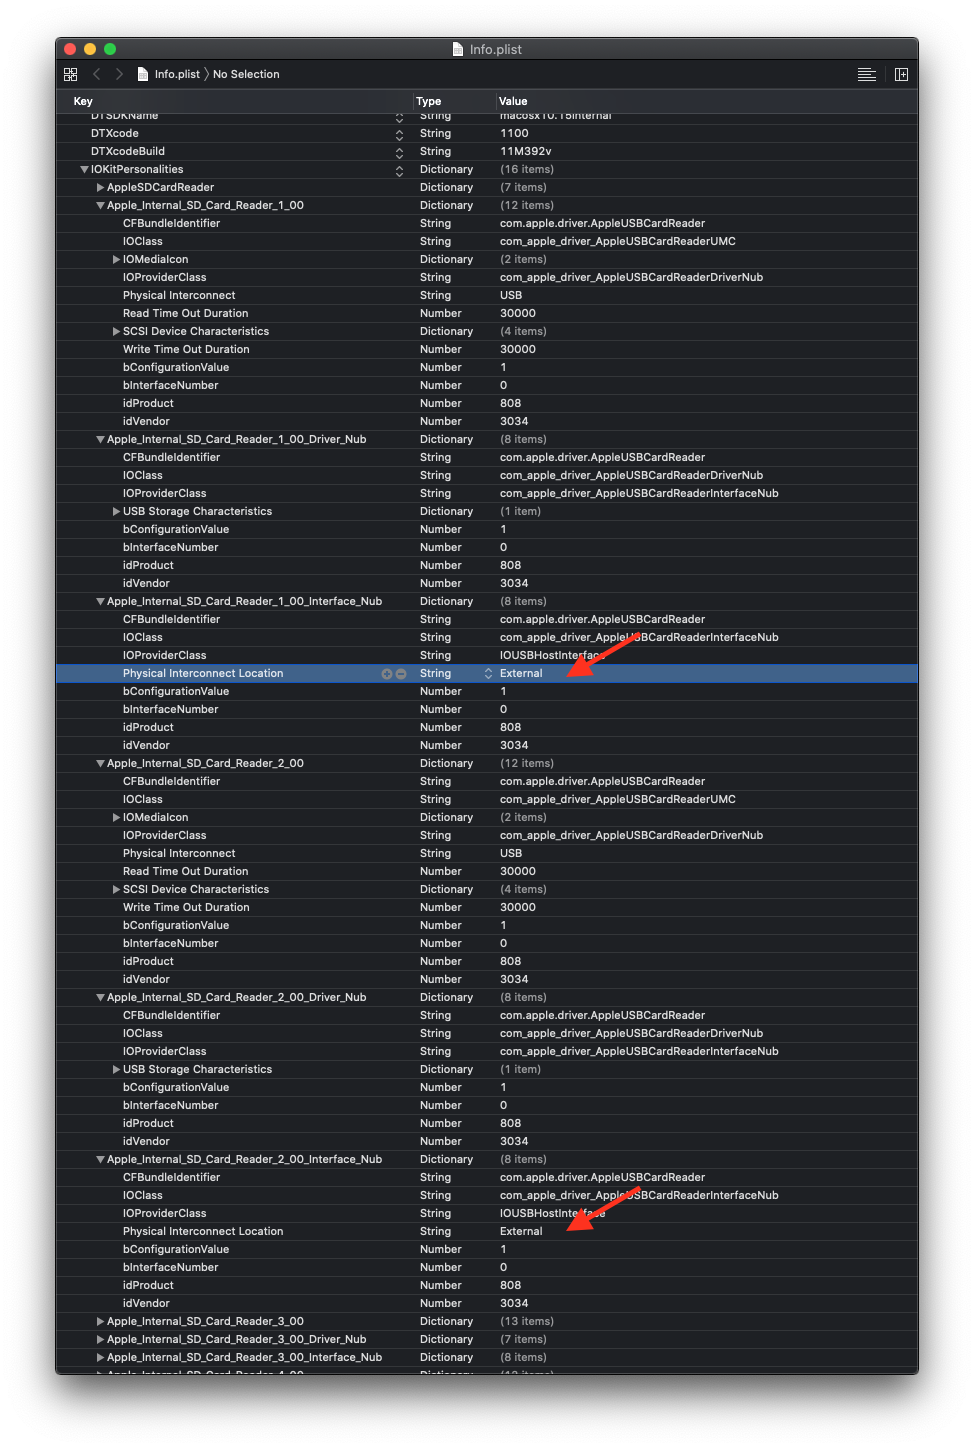 Info.plist
Info.plist No Selection
Key Type Value
DTSDKName String macosx10.15internal
DTXcode String 1100
DTXcodeBuild String 11M392v
IOKitPersonalities Dictionary (16 items)
AppleSDCardReader Dictionary (7 items)
Apple_Internal_SD_Card_Reader_1_00 Dictionary (12 items)
CFBundleIdentifier String com.apple.driver.AppleUSBCardReader
IOClass String com_apple_driver_AppleUSBCardReaderUMC
IOMediaIcon Dictionary (2 items)
IOProviderClass String com_apple_driver_AppleUSBCardReaderDriverNub
Physical Interconnect String USB
Read Time Out Duration Number 30000
SCSI Device Characteristics Dictionary (4 items)
Write Time Out Duration Number 30000
bConfigurationValue Number 1
bInterfaceNumber Number 0
idProduct Number 808
idVendor Number 3034
Apple_Internal_SD_Card_Reader_1_00_Driver_Nub Dictionary (8 items)
CFBundleIdentifier String com.apple.driver.AppleUSBCardReader
IOClass String com_apple_driver_AppleUSBCardReaderDriverNub
IOProviderClass String com_apple_driver_AppleUSBCardReaderInterfaceNub
USB Storage Characteristics Dictionary (1 item)
bConfigurationValue Number 1
bInterfaceNumber Number 0
idProduct Number 808
idVendor Number 3034
Apple_Internal_SD_Card_Reader_1_00_Interface_Nub Dictionary (8 items)
CFBundleIdentifier String com.apple.driver.AppleUSBCardReader
IOClass String com_apple_driver_AppleUSBCardReaderInterfaceNub
IOProviderClass String IOUSBHostInterface
Physical Interconnect Location String External
bConfigurationValue Number 1
bInterfaceNumber Number 0
idProduct Number 808
idVendor Number 3034
Apple_Internal_SD_Card_Reader_2_00 Dictionary (12 items)
CFBundleIdentifier String com.apple.driver.AppleUSBCardReader
IOClass String com_apple_driver_AppleUSBCardReaderUMC
IOMediaIcon Dictionary (2 items)
IOProviderClass String com_apple_driver_AppleUSBCardReaderDriverNub
Physical Interconnect String USB
Read Time Out Duration Number 30000
SCSI Device Characteristics Dictionary (4 items)
Write Time Out Duration Number 30000
bConfigurationValue Number 1
bInterfaceNumber Number 0
idProduct Number 808
idVendor Number 3034
Apple_Internal_SD_Card_Reader_2_00_Driver_Nub Dictionary (8 items)
CFBundleIdentifier String com.apple.driver.AppleUSBCardReader
IOClass String com_apple_driver_AppleUSBCardReaderDriverNub
IOProviderClass String com_apple_driver_AppleUSBCardReaderInterfaceNub
USB Storage Characteristics Dictionary (1 item)
bConfigurationValue Number 1
bInterfaceNumber Number 0
idProduct Number 808
idVendor Number 3034
Apple_Internal_SD_Card_Reader_2_00_Interface_Nub Dictionary (8 items)
CFBundleIdentifier String com.apple.driver.AppleUSBCardReader
IOClass String com_apple_driver_AppleUSBCardReaderInterfaceNub
IOProviderClass String IOUSBHostInterface
Physical Interconnect Location String External
bConfigurationValue Number 1
bInterfaceNumber Number 0
idProduct Number 808
idVendor Number 3034
Apple_Internal_SD_Card_Reader_3_00 Dictionary (13 items)
Apple_Internal_SD_Card_Reader_3_00_Driver_Nub Dictionary (7 items)
Apple_Internal_SD_Card_Reader_3_00_Interface_Nub Dictionary (8 items)